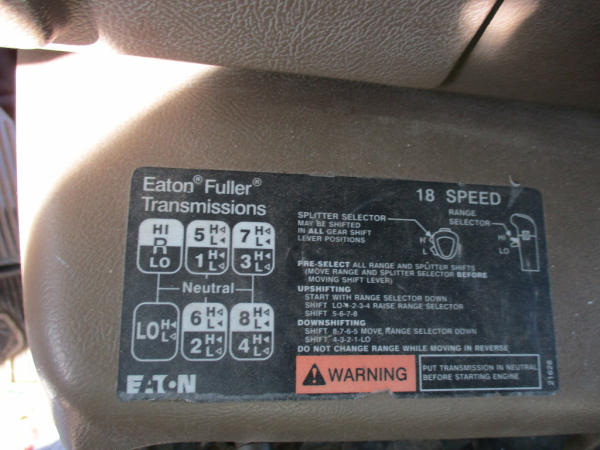 Eaton® Fuller®
Transmissions
18 SPEED
HI
R
LO
5 H L
1 H L
7 H L
3 H L
Neutral
LO H L
6 H L
2 H L
8 H L
4 H L
SPLITTER SELECTOR
MAY BE SHIFTED
IN ALL GEAR SHIFT
LEVER POSITIONS
H
L
RANGE
SELECTOR
HI
LO
PRE-SELECT ALL RANGE AND SPLITTER SHIFTS
(MOVE RANGE AND SPLITTER SELECTOR BEFORE
MOVING SHIFT LEVER)
UPSHIFTING
START WITH RANGE SELECTOR DOWN
SHIFT LO-1-2-3-4 RAISE RANGE SELECTOR
SHIFT 5-6-7-8
DOWNSHIFTING
SHIFT 8-7-6-5 MOVE RANGE SELECTOR DOWN
SHIFT 4-3-2-1-LO
DO NOT CHANGE RANGE WHILE MOVING IN REVERSE
EATON
WARNING
PUT TRANSMISSION IN NEUTRAL
BEFORE STARTING ENGINE
21628